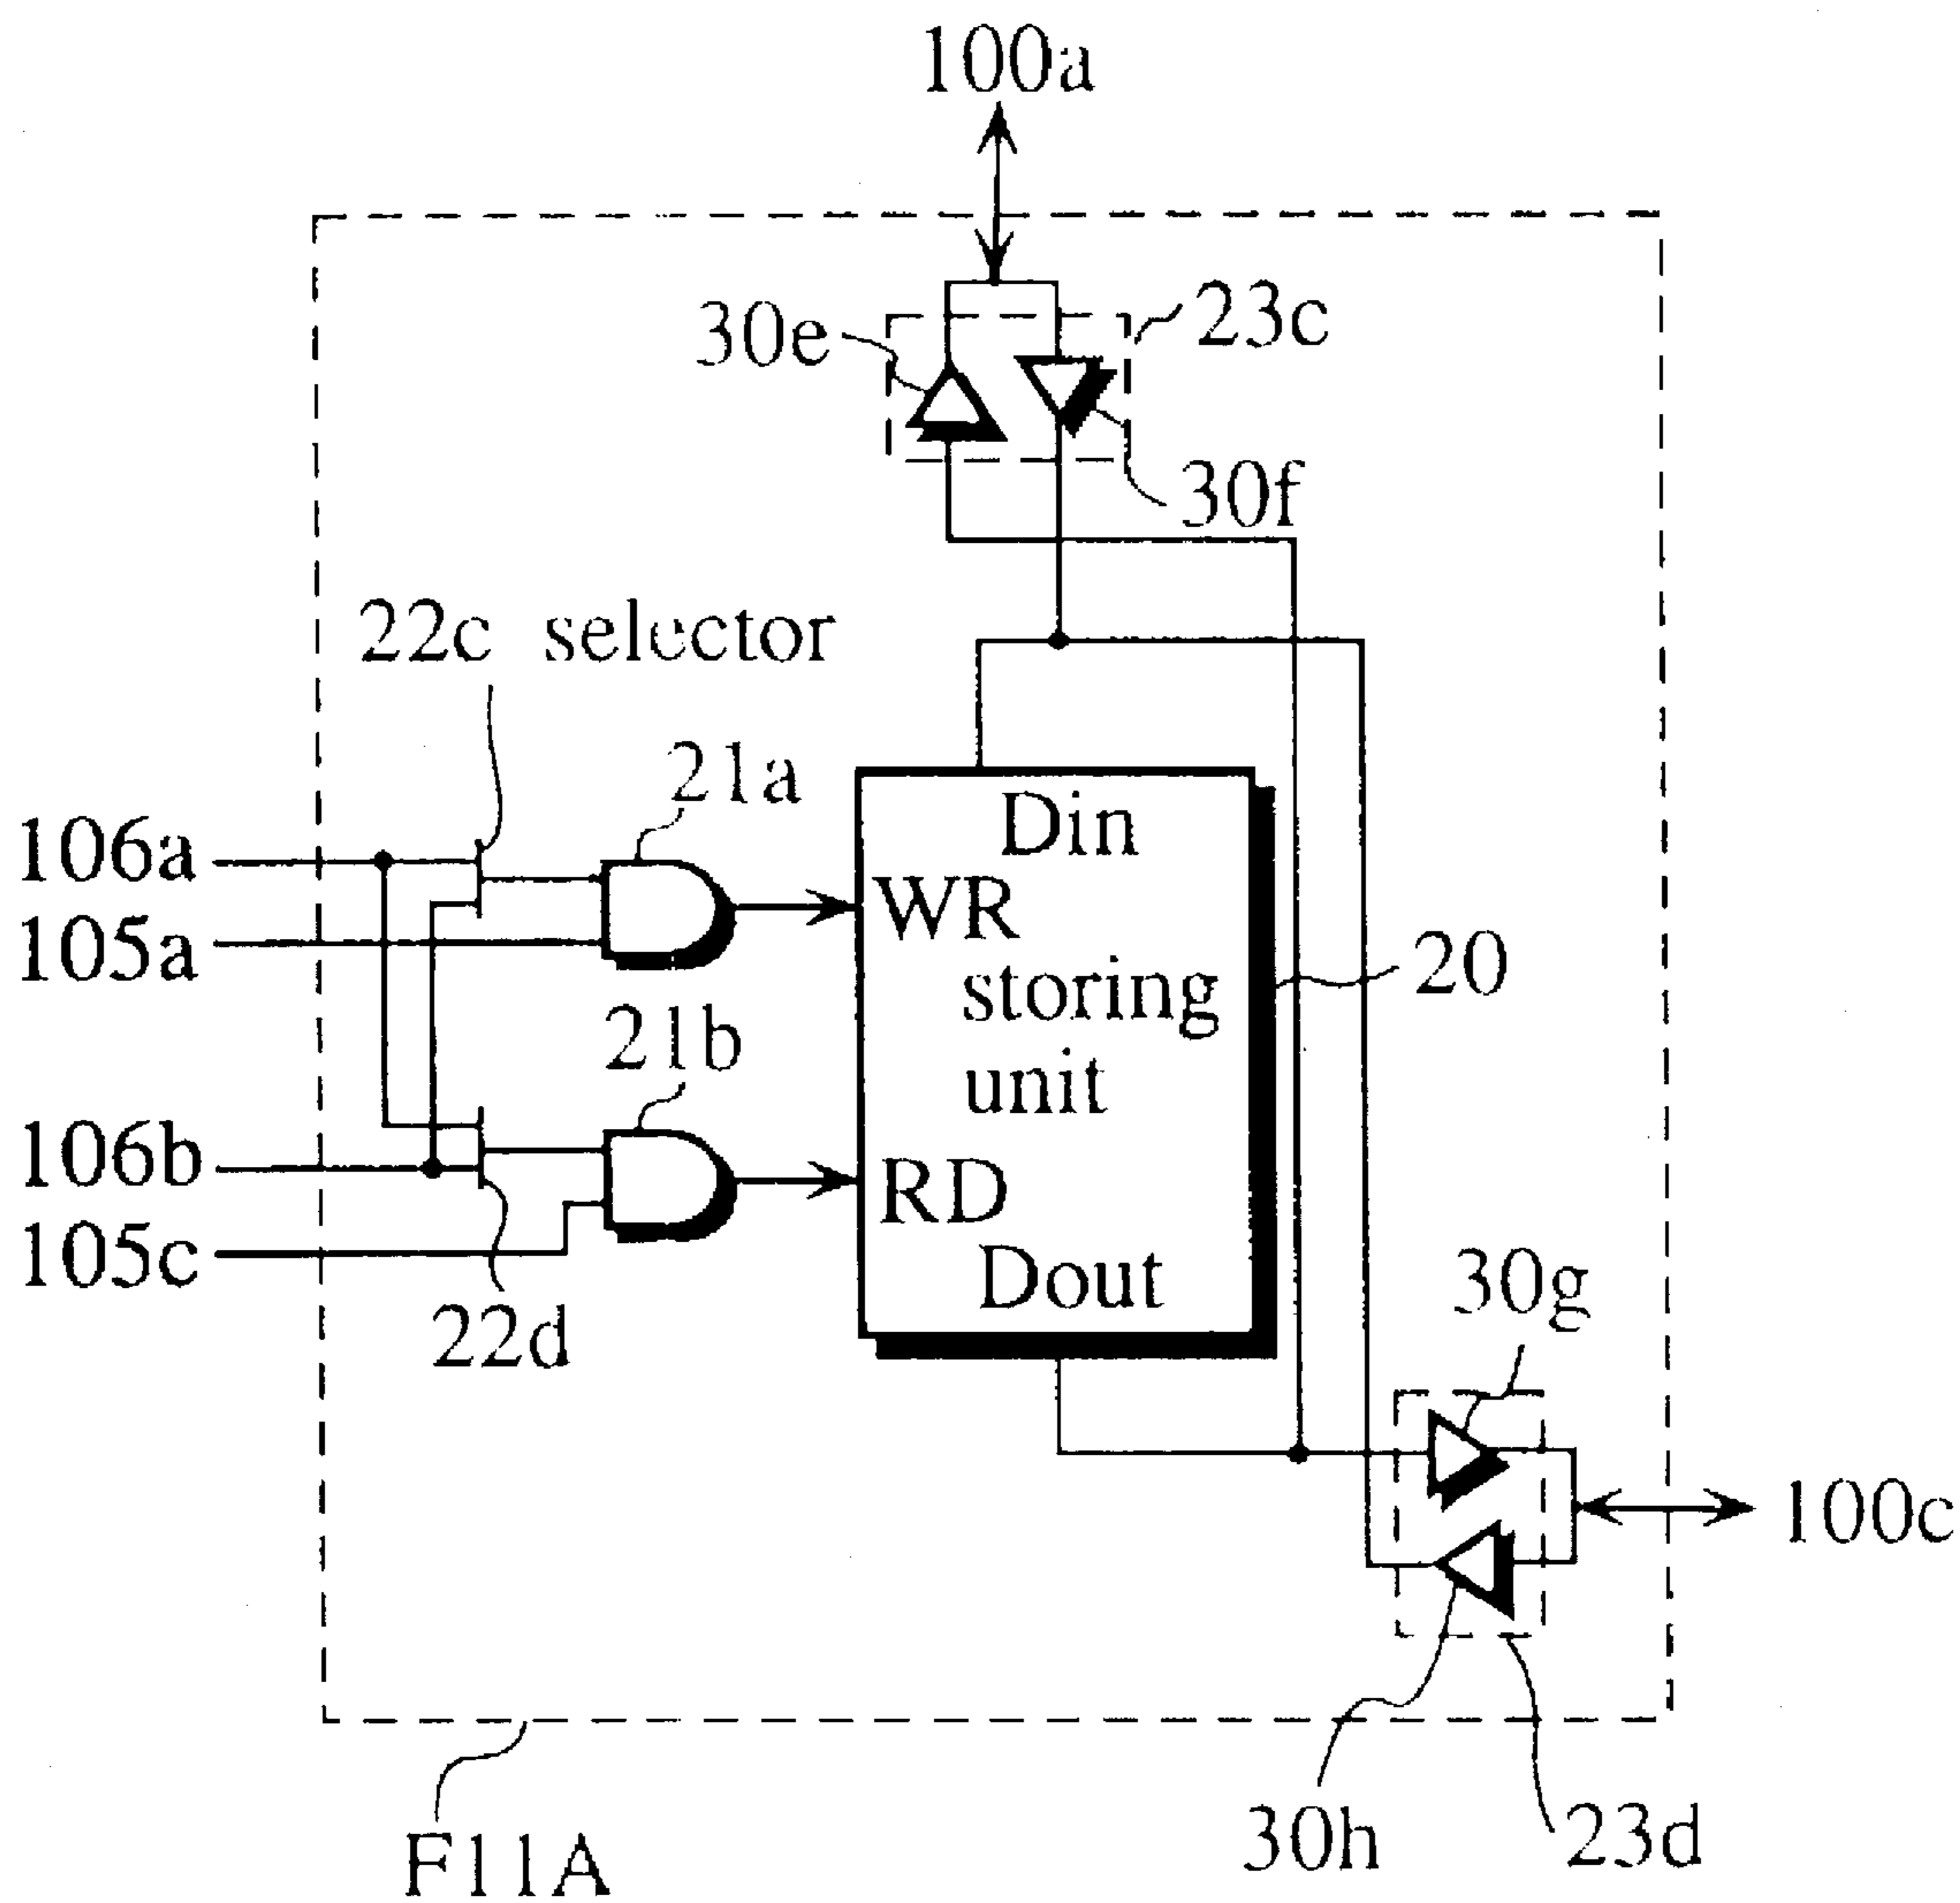 100a
30e
23c
30f
22c selector
21a
Din
106a
WR
105a
storing
20
21b
unit
106b
RD
105c
Dout
30g
22d
100c
30h
23d
F11A